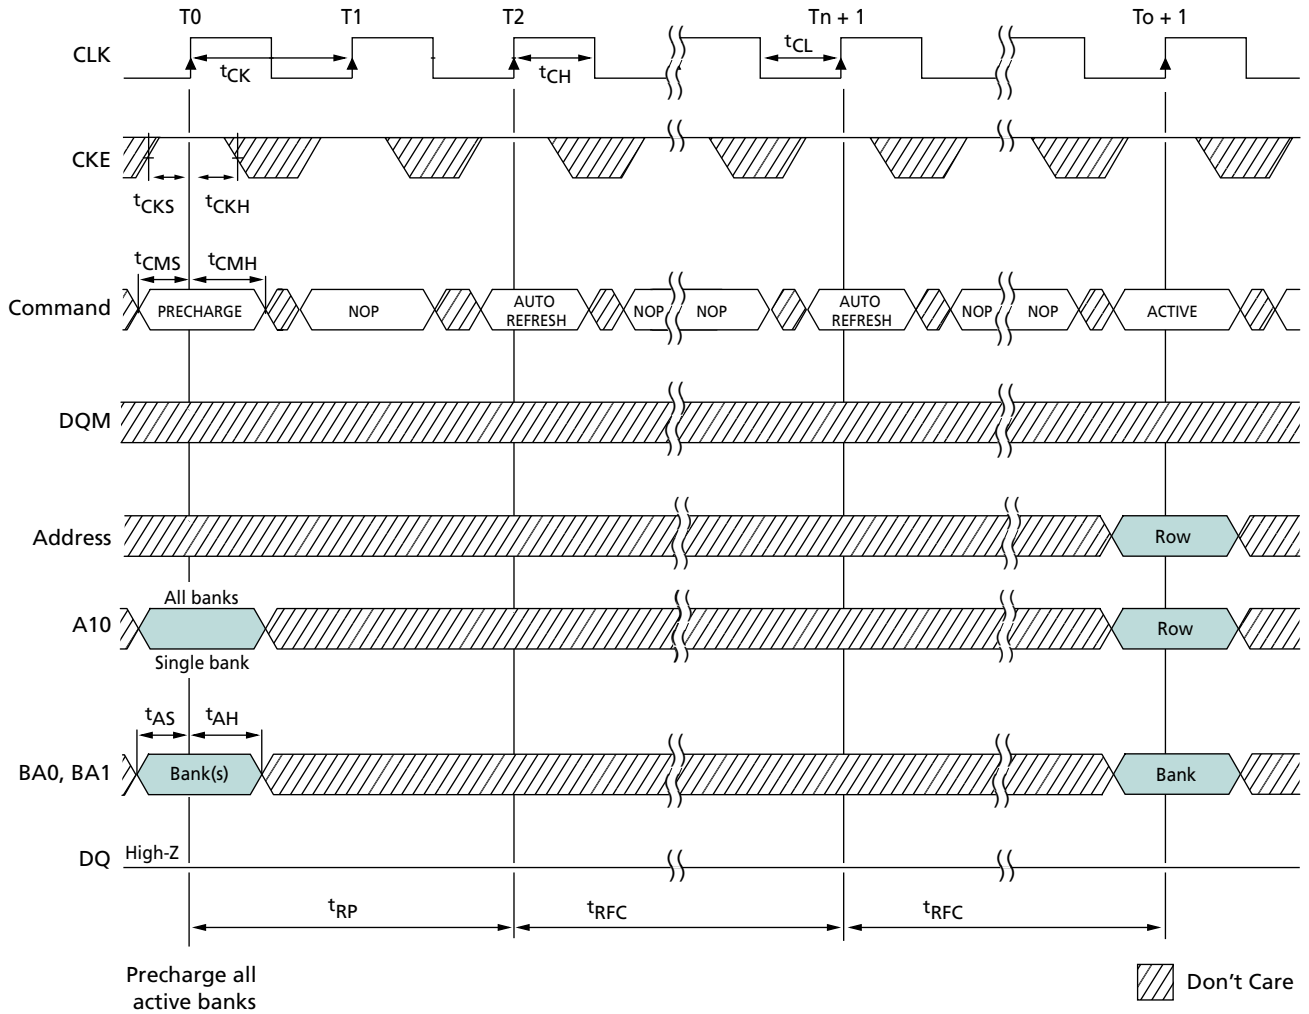 T0 T1 T2 Tn + 1 To + 1
CLK
tCK tCH tCL
CKE
tCKS tCKH
tCMS tCMH
Command PRECHARGE NOP AUTO REFRESH NOP NOP AUTO REFRESH NOP NOP ACTIVE
DQM
Address Row
All banks
A10 Row
Single bank
tAS tAH
BA0, BA1 Bank(s) Bank
DQ High-Z
tRP tRFC tRFC
Precharge all
active banks
Don't Care